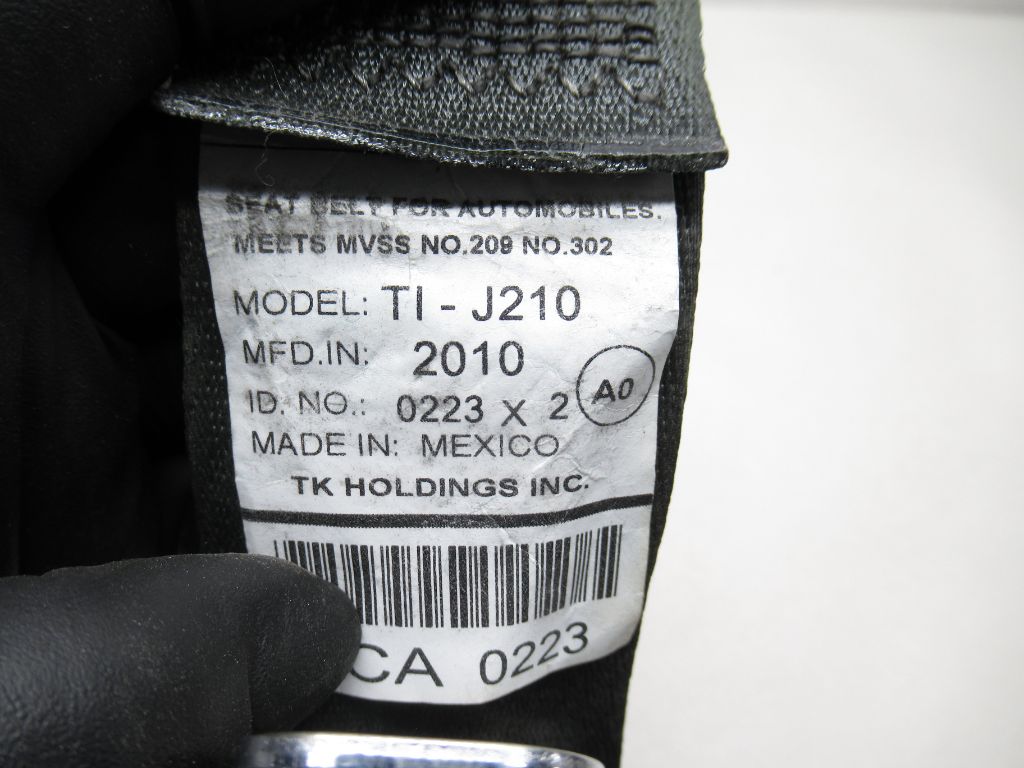 SEAT BELT FOR AUTOMOBILES.
MEETS MVSS NO.209 NO.302
MODEL: TI - J210
MFD.IN: 2010
ID. NO.: 0223 X 2 A0
MADE IN: MEXICO
TK HOLDINGS INC.
CA 0223